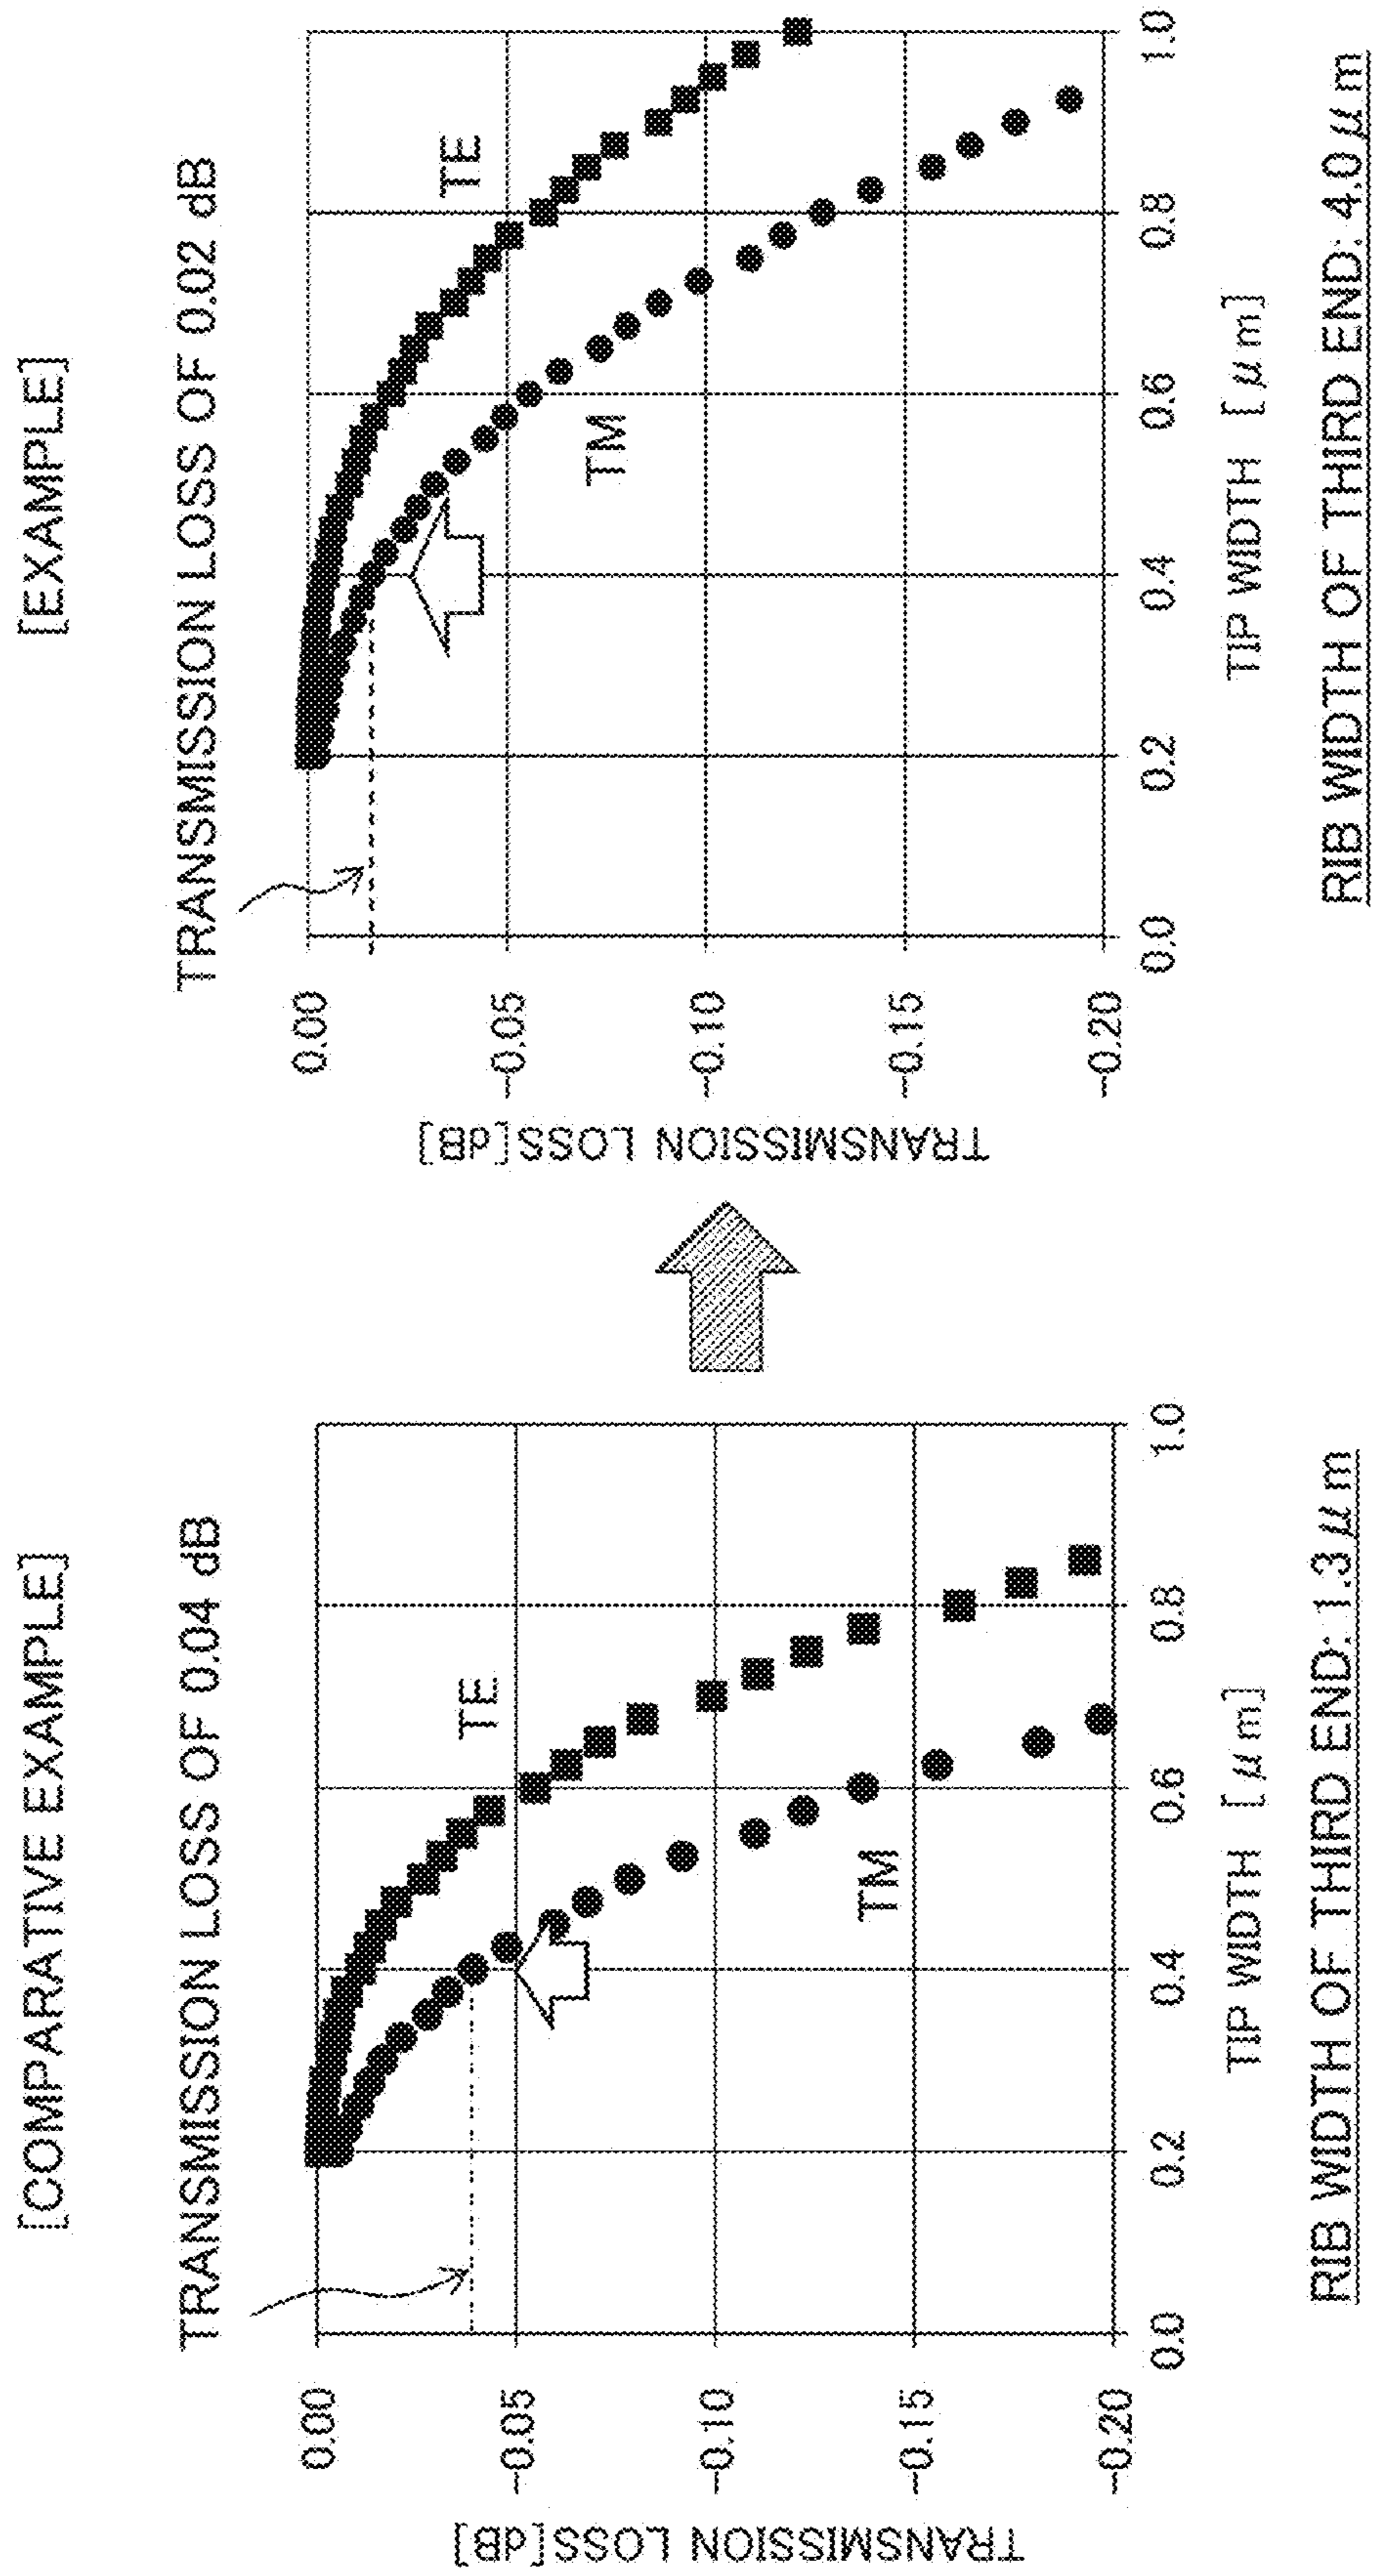 [COMPARATIVE EXAMPLE]
TRANSMISSION LOSS OF 0.04 dB
TRANSMISSION LOSS[dB]
0.00
-0.05
-0.10
-0.15
-0.20
TE
TM
0.0 0.2 0.4 0.6 0.8 1.0
TIP WIDTH [μm]
RIB WIDTH OF THIRD END: 1.3μm
[EXAMPLE]
TRANSMISSION LOSS OF 0.02 dB
TRANSMISSION LOSS[dB]
0.00
-0.05
-0.10
-0.15
-0.20
TE
TM
0.0 0.2 0.4 0.6 0.8 1.0
TIP WIDTH [μm]
RIB WIDTH OF THIRD END: 4.0μm